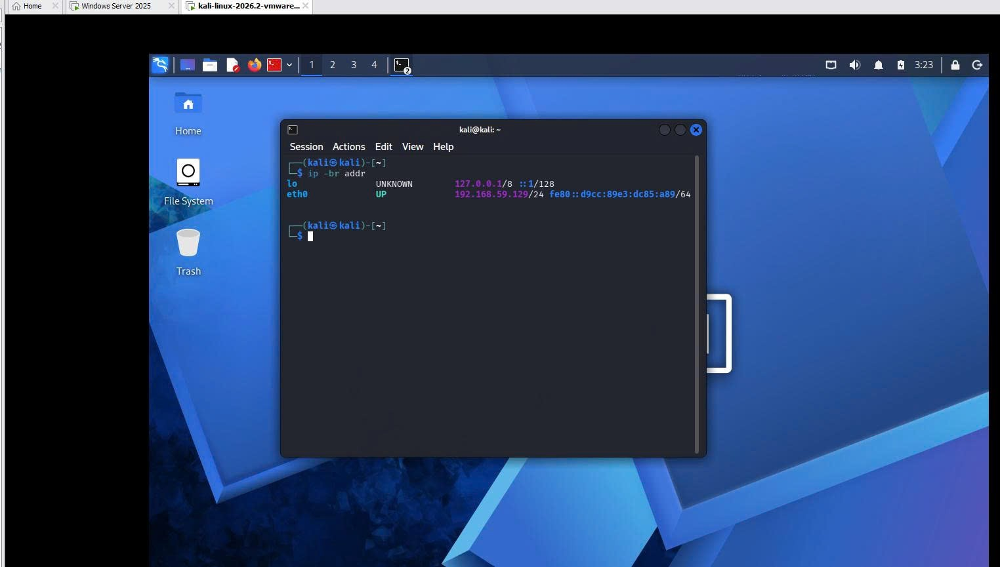 Home
Windows Server 2025
kali-linux-2026.2-vmware...
1 2 3 4
2
3:23
Home
File System
Trash
kali@kali: ~
Session Actions Edit View Help
┌──(kali㉿kali)-[~]
└─$ ip -br addr
lo UNKNOWN 127.0.0.1/8 ::1/128
eth0 UP 192.168.59.129/24 fe80::d9cc:89e3:dc85:a89/64
┌──(kali㉿kali)-[~]
└─$